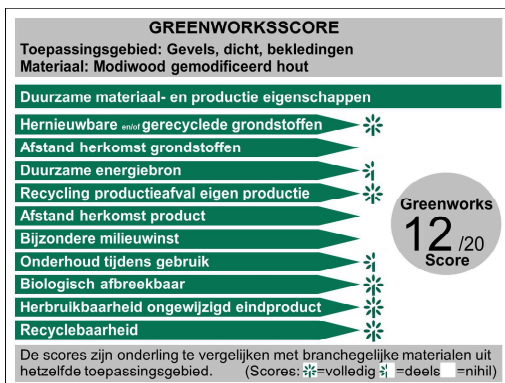 GREENWORKSSCORE
Toepassingsgebied: Gevels, dicht, bekledingen
Materiaal: Modiwood gemodificeerd hout
Duurzame materiaal- en productie eigenschappen
Hernieuwbare en/of gerecyclede grondstoffen
Afstand herkomst grondstoffen
Duurzame energiebron
Recycling productieafval eigen productie
Afstand herkomst product
Bijzondere milieuwinst
Onderhoud tijdens gebruik
Biologisch afbreekbaar
Herbruikbaarheid ongewijzigd eindproduct
Recyclebaarheid
Greenworks
12 /20
Score
De scores zijn onderling te vergelijken met branchegelijke materialen uit
hetzelfde toepassingsgebied. (Scores: =volledig =deels =nihil)